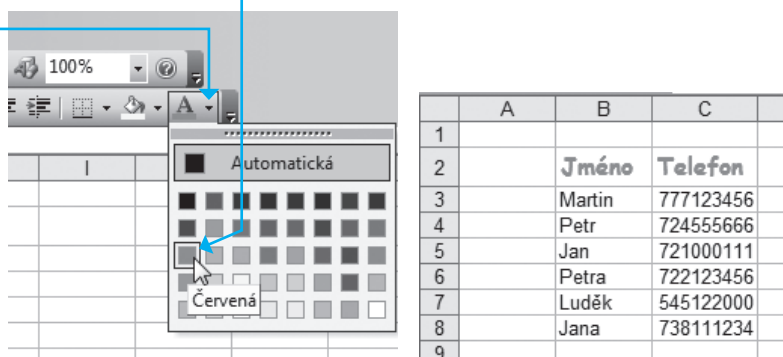 100%
A
Automatická
I
Červená
A B C
1
2 Jméno Telefon
3 Martin 777123456
4 Petr 724555666
5 Jan 721000111
6 Petra 722123456
7 Luděk 545122000
8 Jana 738111234
9